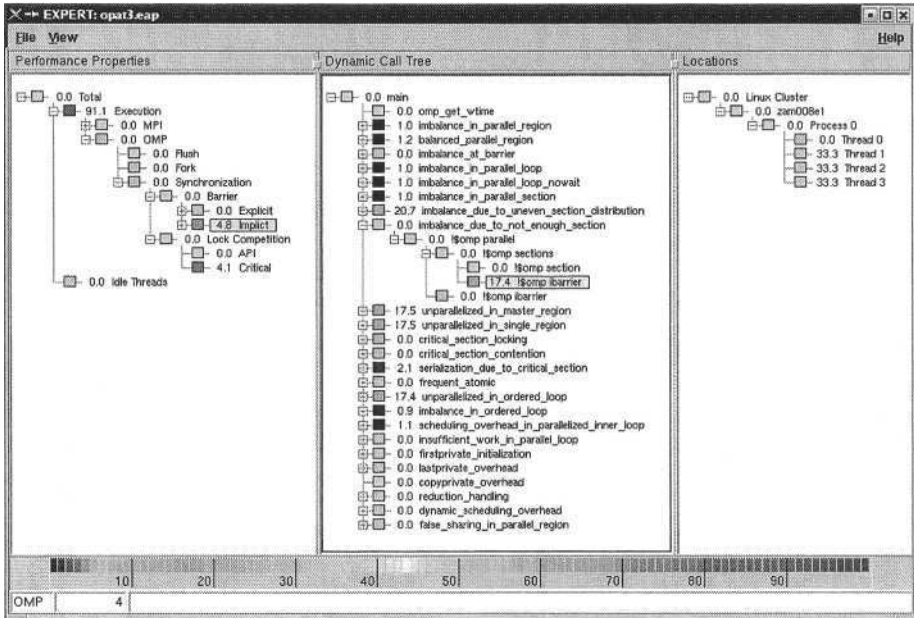 EXPERT: opat3.eap
File View Help
Performance Properties
0.0 Total
91.1 Execution
0.0 MPI
0.0 OMP
0.0 Flush
0.0 Fork
0.0 Synchronization
0.0 Barrier
0.0 Explicit
4.8 Implict
0.0 Lock Competition
0.0 API
4.1 Critical
0.0 Idle Threads
Dynamic Call Tree
0.0 main
0.0 omp_get_wtime
1.0 imbalance_in_parallel_region
1.2 balanced_parallel_region
0.0 imbalance_at_barrier
1.0 imbalance_in_parallel_loop
1.0 imbalance_in_parallel_loop_nowait
1.0 imbalance_in_parallel_section
20.7 imbalance_due_to_uneven_section_distribution
0.0 imbalance_due_to_not_enough_section
0.0 !$omp parallel
0.0 !$omp sections
0.0 !$omp section
17.4 !$omp ibarrier
0.0 !$omp ibarrier
17.5 unparallelized_in_master_region
17.5 unparallelized_in_single_region
0.0 critical_section_locking
0.0 critical_section_contention
2.1 serialization_due_to_critical_section
0.0 frequent_atomic
17.4 unparallelized_in_ordered_loop
0.9 imbalance_in_ordered_loop
1.1 scheduling_overhead_in_parallelized_inner_loop
0.0 insufficient_work_in_parallel_loop
0.0 firstprivate_initialization
0.0 lastprivate_overhead
0.0 copyprivate_overhead
0.0 reduction_handling
0.0 dynamic_scheduling_overhead
0.0 false_sharing_in_parallel_region
Locations
0.0 Linux Cluster
0.0 zam008e1
0.0 Process 0
0.0 Thread 0
33.3 Thread 1
33.3 Thread 2
33.3 Thread 3
10 20 30 40 50 60 70 80 90
OMP 4